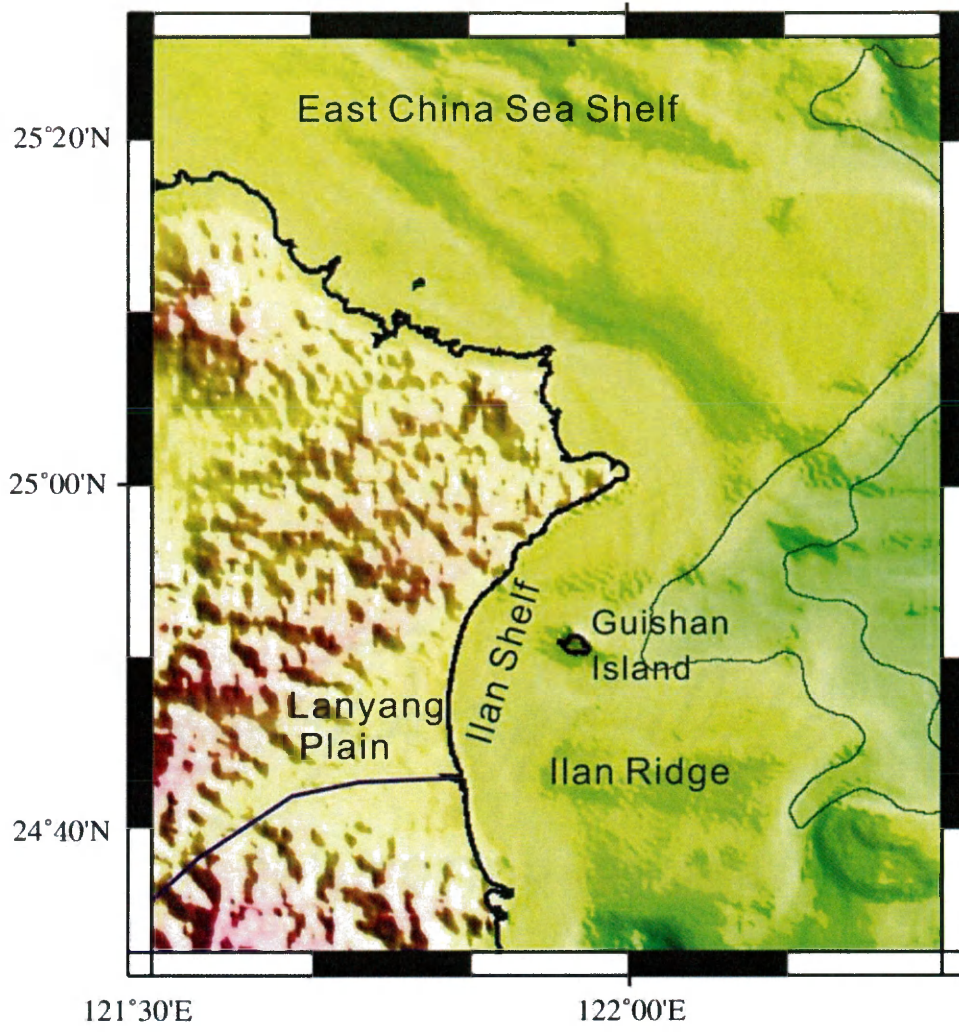 East China Sea Shelf
25°20'N
25°00'N
Ilan Shelf
Guishan
Island
Lanyang
Plain
Ilan Ridge
24°40'N
121°30'E
122°00'E